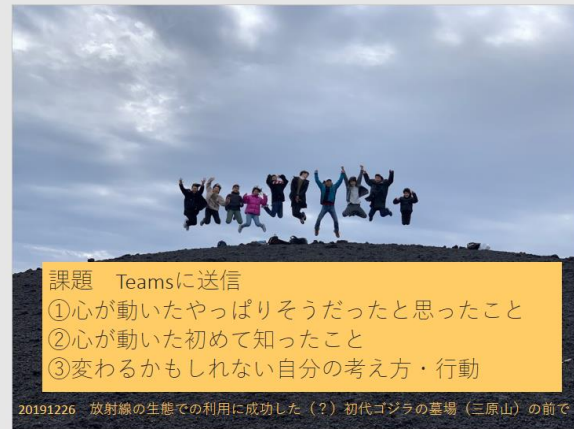 課題　Teamsに送信
①心が動いたやっぱりそうだったと思ったこと
②心が動いた初めて知ったこと
③変わるかもしれない自分の考え方・行動
20191226　放射線の生態での利用に成功した（？）初代ゴジラの墓場（三原山）の前で